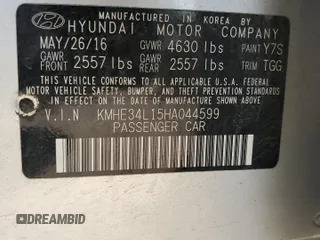 MANUFACTURED IN KOREA BY
HYUNDAI MOTOR COMPANY
MAY/26/16 GVWR 4630 lbs PAINT Y7S
GAWR FRONT 2557 lbs GAWR REAR 2557 lbs TRIM TGG
THIS VEHICLE CONFORMS TO ALL APPLICABLE FEDERAL MOTOR
VEHICLE SAFETY, BUMPER, AND THEFT PREVENTION STANDARDS
IN EFFECT ON THE DATE OF MANUFACTURE SHOWN ABOVE.
V.I.N KMHE34L15HA044599
PASSENGER CAR
DREAMBID